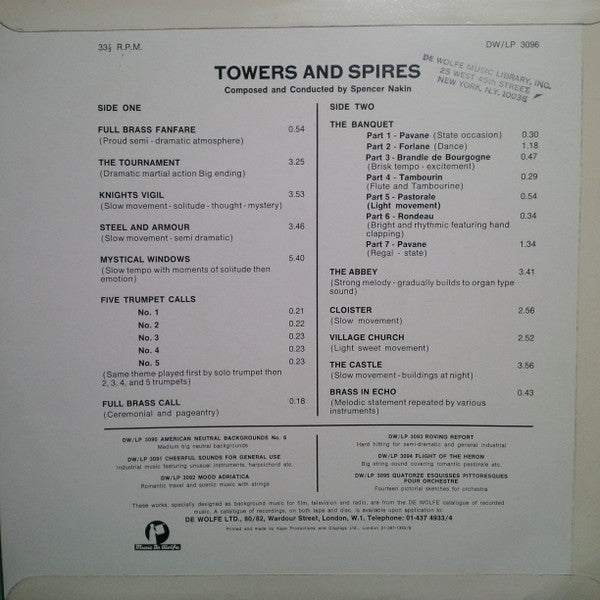 33⅓ R.P.M.
DW/LP 3096
TOWERS AND SPIRES
Composed and Conducted by Spencer Nakin
DE WOLFE MUSIC LIBRARY, INC.
25 WEST 45th STREET
NEW YORK, N.Y. 10036
SIDE ONE
FULL BRASS FANFARE 0.54
(Proud semi-dramatic atmosphere)
THE TOURNAMENT 3.25
(Dramatic martial action Big ending)
KNIGHTS VIGIL 3.53
(Slow movement-solitude-thought-mystery)
STEEL AND ARMOUR 3.46
(Slow movement-semi dramatic)
MYSTICAL WINDOWS 5.40
(Slow tempo with moments of solitude then
emotion)
FIVE TRUMPET CALLS
No. 1 0.21
No. 2 0.22
No. 3 0.23
No. 4 0.23
No. 5 0.23
(Same theme played first by solo trumpet then
2, 3, 4, and 5 trumpets)
FULL BRASS CALL 0.18
(Ceremonial and pageantry)
SIDE TWO
THE BANQUET
Part 1 - Pavane (State occasion) 0.30
Part 2 - Forlane (Dance) 1.18
Part 3 - Brandle de Bourgogne 0.47
(Brisk tempo - excitement)
Part 4 - Tambourin 0.29
(Flute and Tambourine)
Part 5 - Pastorale 0.54
(Light movement)
Part 6 - Rondeau 0.34
(Bright and rhythmic featuring hand
clapping)
Part 7 - Pavane 1.34
(Regal - state)
THE ABBEY 3.41
(Strong melody-gradually builds to organ type
sound)
CLOISTER 2.56
(Slow movement)
VILLAGE CHURCH 2.52
(Light sweet movement)
THE CASTLE 3.56
(Slow movement-buildings at night)
BRASS IN ECHO 0.43
(Melodic statement repeated by various
instruments)
DW/LP 3090 AMERICAN NEUTRAL BACKGROUNDS No. 6
Medium big neutral backgrounds
DW/LP 3091 CHEERFUL SOUNDS FOR GENERAL USE
Industrial music featuring unusual instruments, harpsichord etc.
DW/LP 3092 MOOD ADRIATICA
Romantic travel and scenic music with strings
DW/LP 3093 ROVING REPORT
Hard hitting for semi-dramatic and general industrial
DW/LP 3094 FLIGHT OF THE HERON
Big string sound covering romantic pastorale etc.
DW/LP 3095 QUATORZE ESQUISSES PITTORESQUES
POUR ORCHESTRE
Fourteen pictorial sketches for orchestra
These works, specially designed as background music for film, television and radio, are from the DE WOLFE catalogue of recorded
music. A catalogue of recordings, on both tapes and disc, is available upon application to
DE WOLFE LTD., 80/82, Wardour Street, London, W.1. Telephone: 01-437 4933/4
Music De Wolfe
Printed and made by